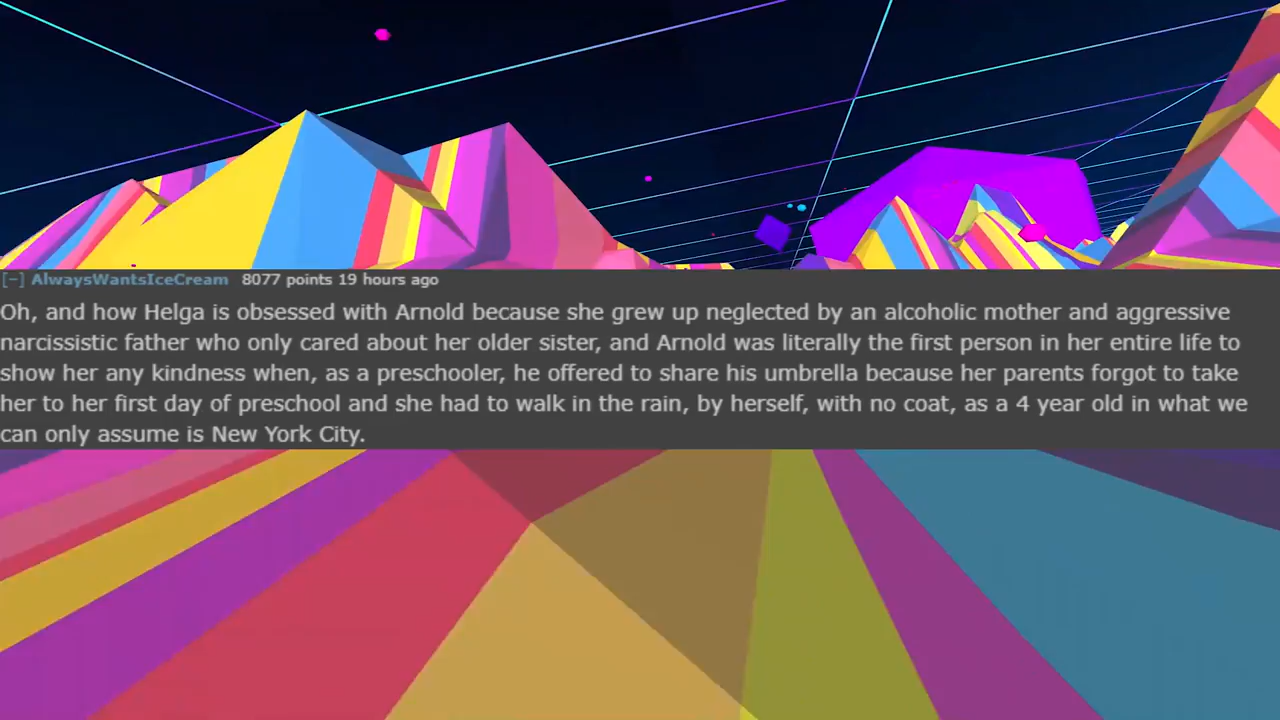 [−] AlwaysWantsIceCream 8077 points 19 hours ago
Oh, and how Helga is obsessed with Arnold because she grew up neglected by an alcoholic mother and aggressive
narcissistic father who only cared about her older sister, and Arnold was literally the first person in her entire life to
show her any kindness when, as a preschooler, he offered to share his umbrella because her parents forgot to take
her to her first day of preschool and she had to walk in the rain, by herself, with no coat, as a 4 year old in what we
can only assume is New York City.